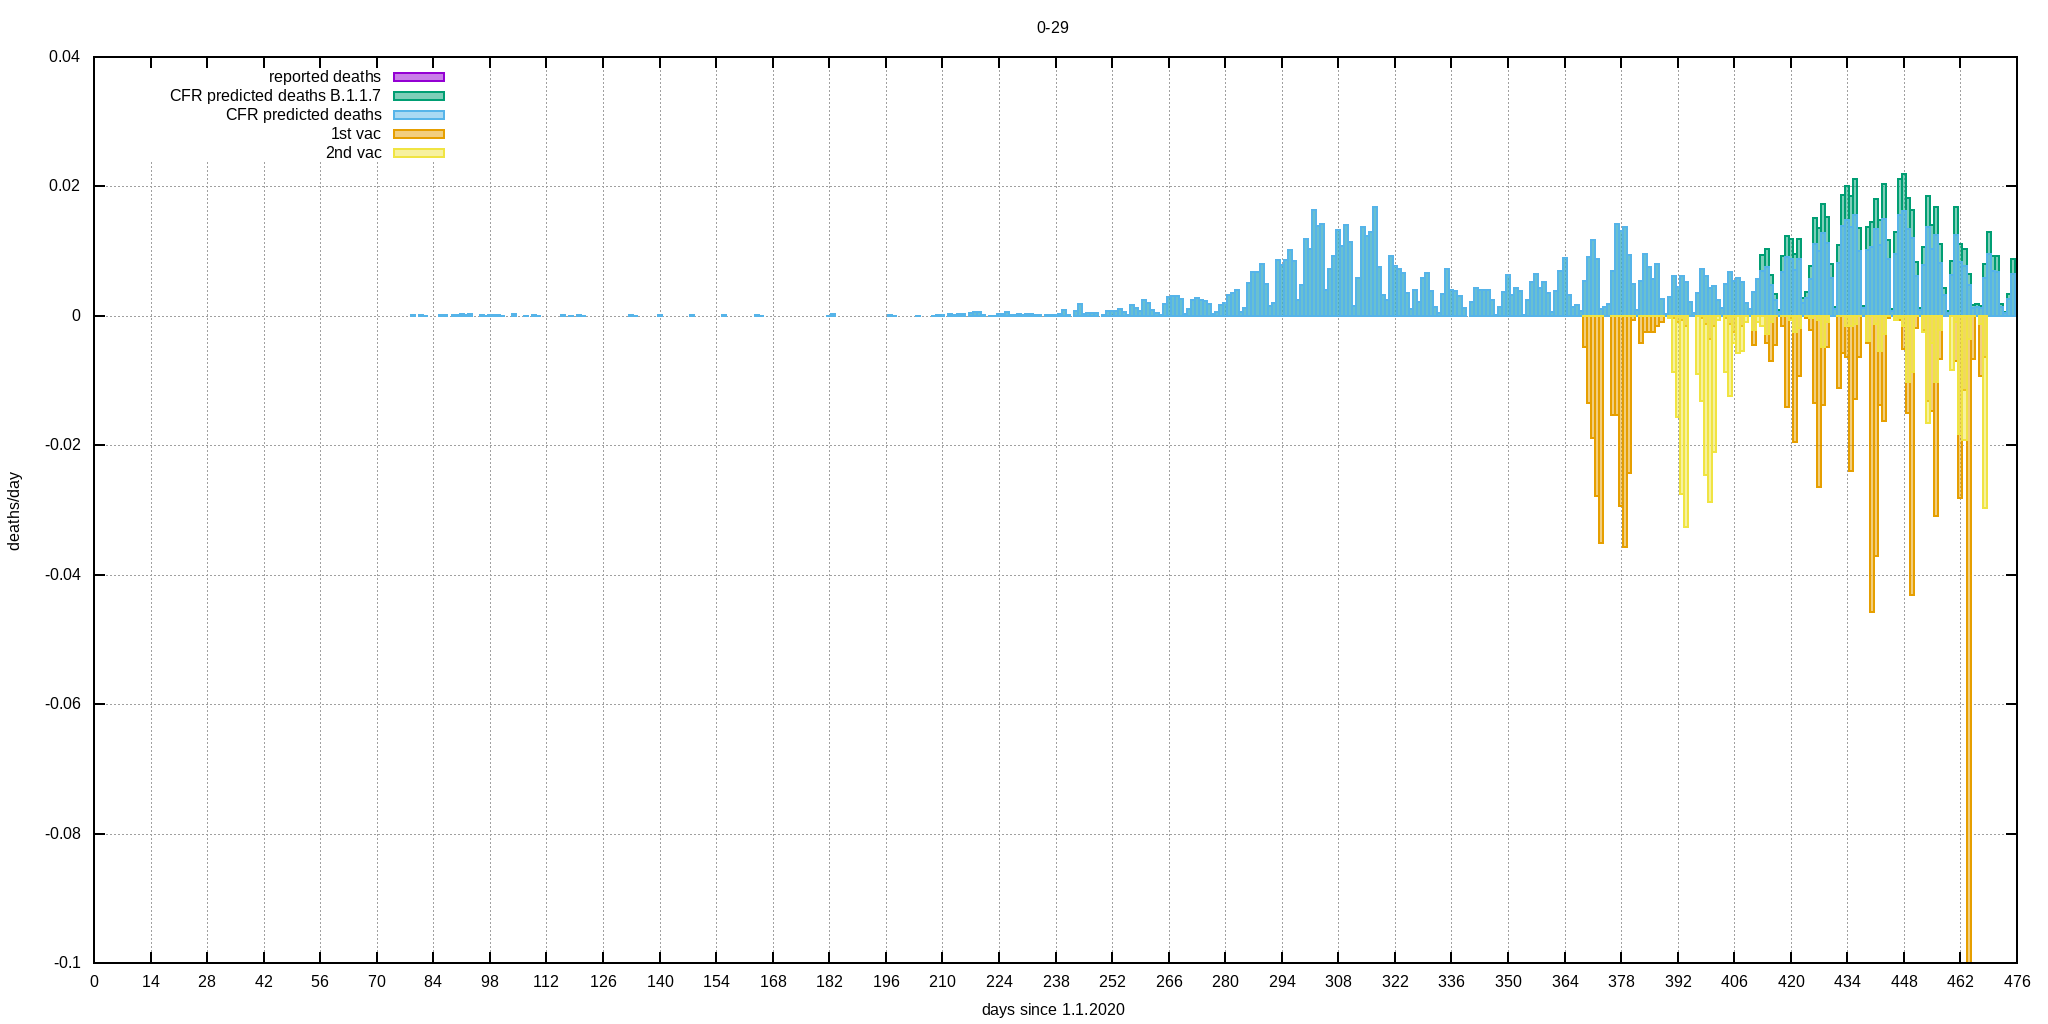 0-29
reported deaths
CFR predicted deaths B.1.1.7
CFR predicted deaths
1st vac
2nd vac
0.04
0.02
0
-0.02
-0.04
-0.06
-0.08
-0.1
deaths/day
0 14 28 42 56 70 84 98 112 126 140 154 168 182 196 210 224 238 252 266 280 294 308 322 336 350 364 378 392 406 420 434 448 462 476
days since 1.1.2020